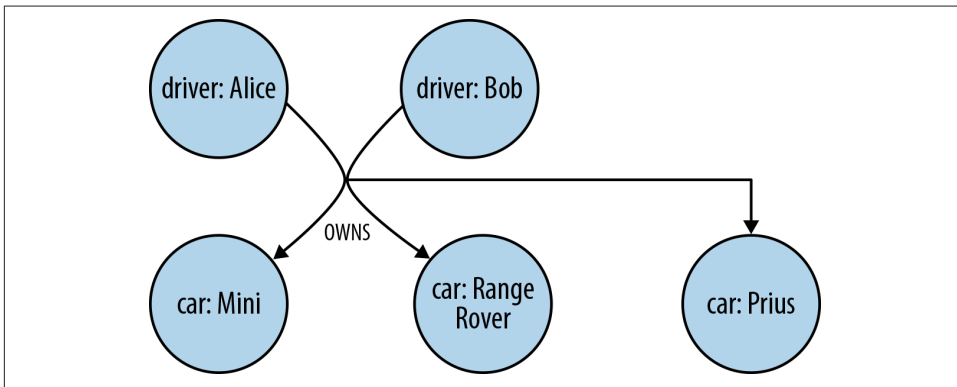 driver: Alice
driver: Bob
OWNS
car: Mini
car: Range
Rover
car: Prius